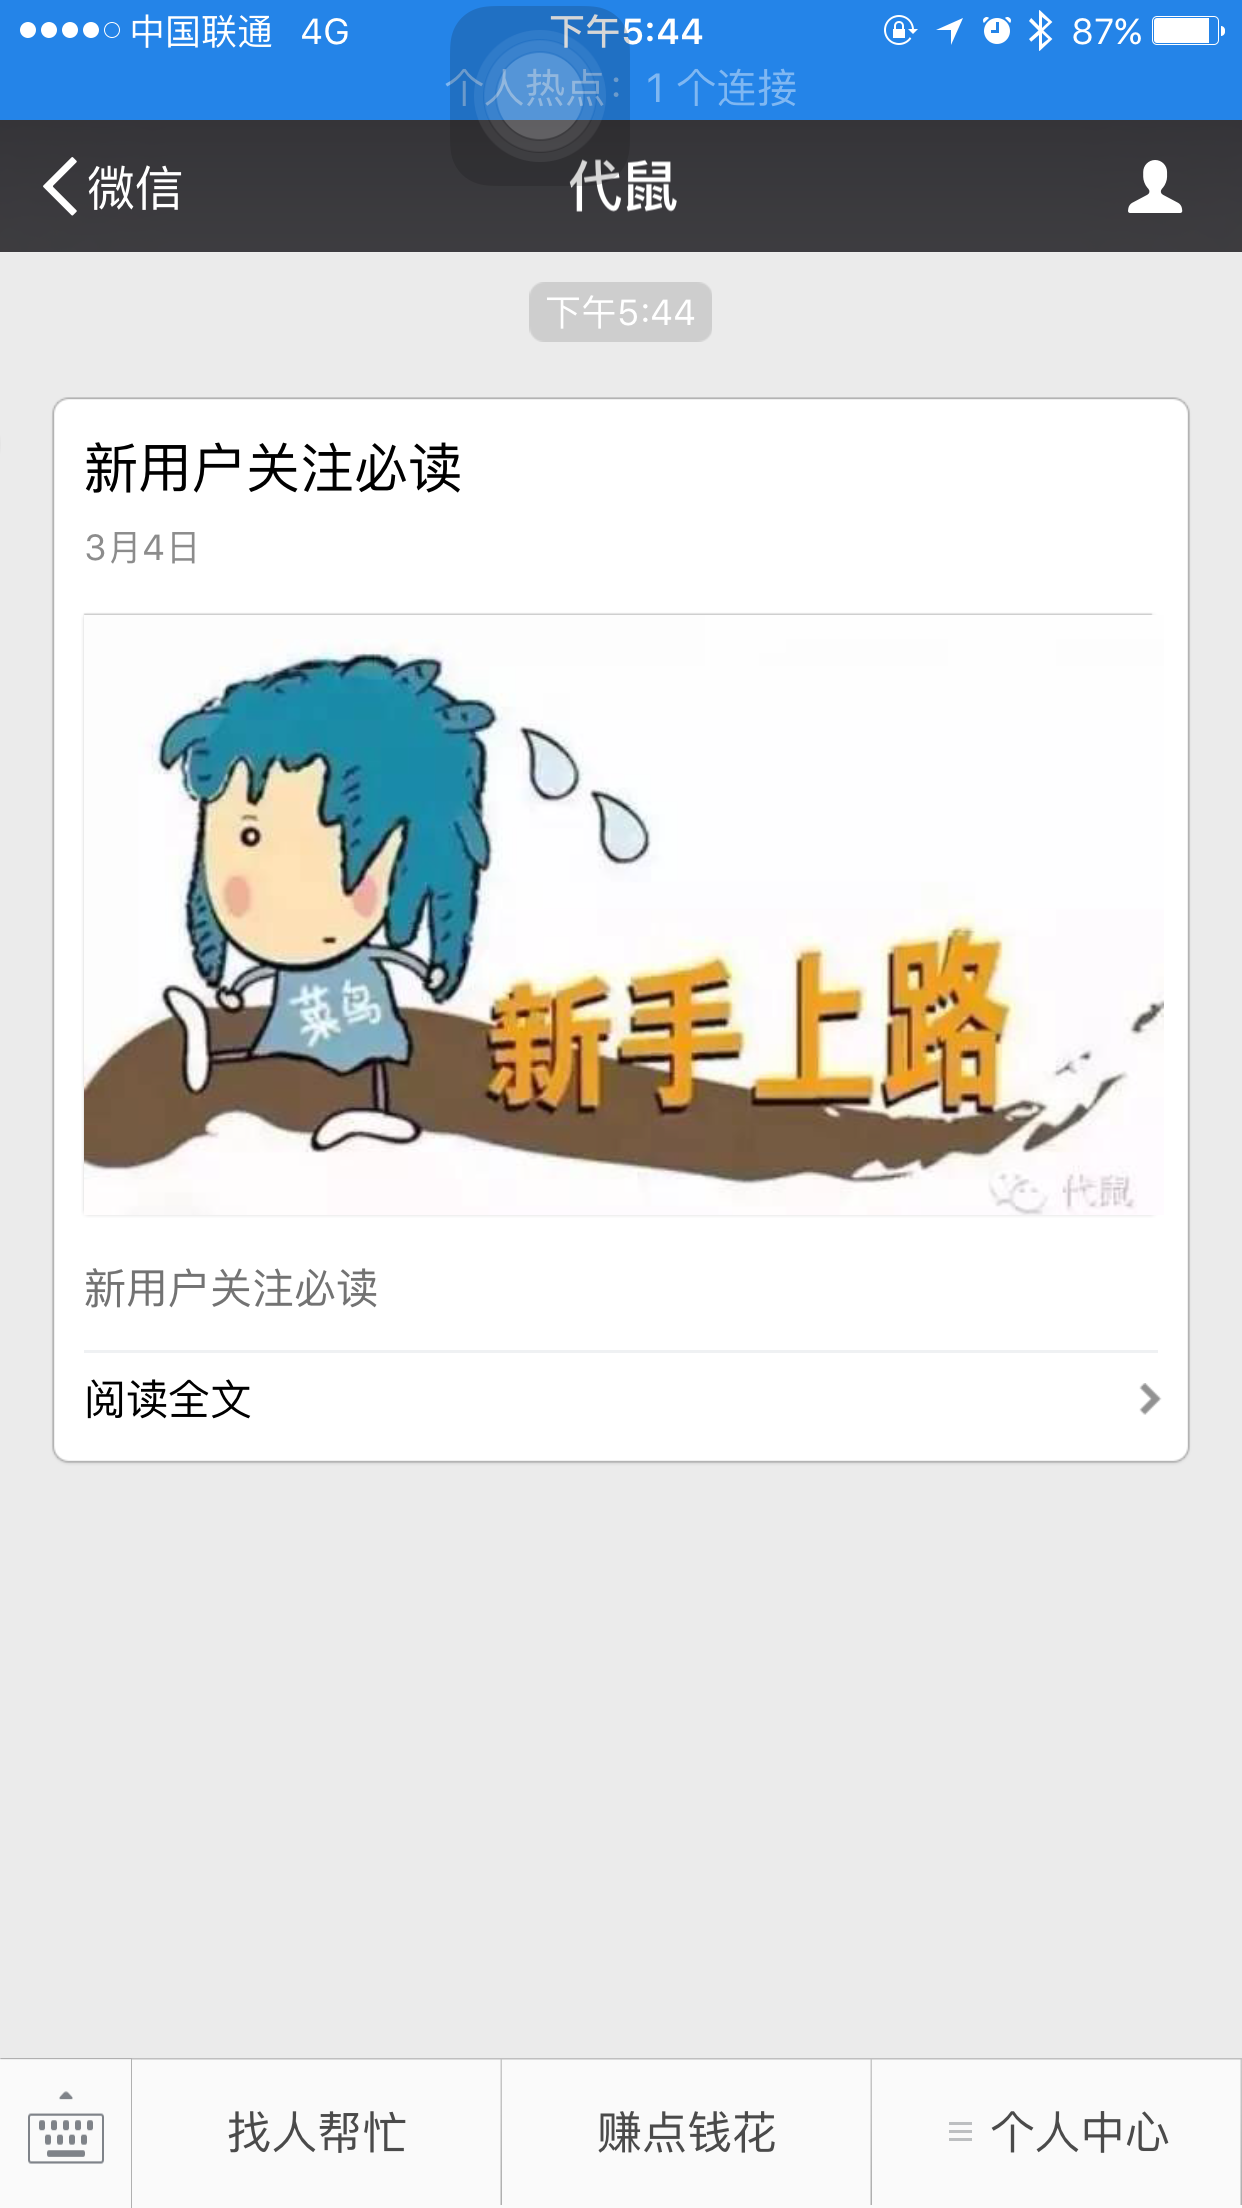 中国联通 4G 下午5:44 87%
个人热点：1 个连接
微信 代鼠
下午5:44
新用户关注必读
3月4日
菜鸟
新手上路
代鼠
新用户关注必读
阅读全文
找人帮忙 赚点钱花 个人中心